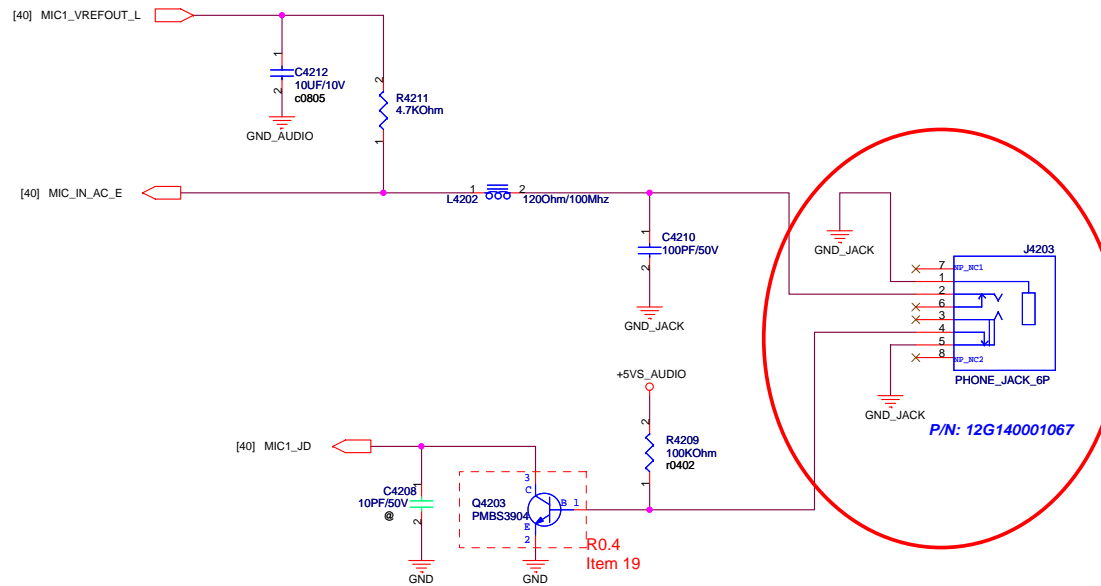 [40] MIC1_VREFOUT_L
1
C4212
10UF/10V
2
c0805
GND_AUDIO
2
R4211
4.7KOhm
1
[40] MIC_IN_AC_E
1
2
L4202
120Ohm/100Mhz
1
C4210
100PF/50V
2
GND_JACK
GND_JACK
J4203
7
NP_NC1
1
2
6
3
4
5
8
NP_NC2
PHONE_JACK_6P
GND_JACK
P/N: 12G140001067
+5VS_AUDIO
2
R4209
100KOhm
r0402
1
[40] MIC1_JD
C4208
1
10PF/50V
@
2
GND
3
C
Q4203
PMBS3904
B 1
E
2
GND
R0.4
Item 19